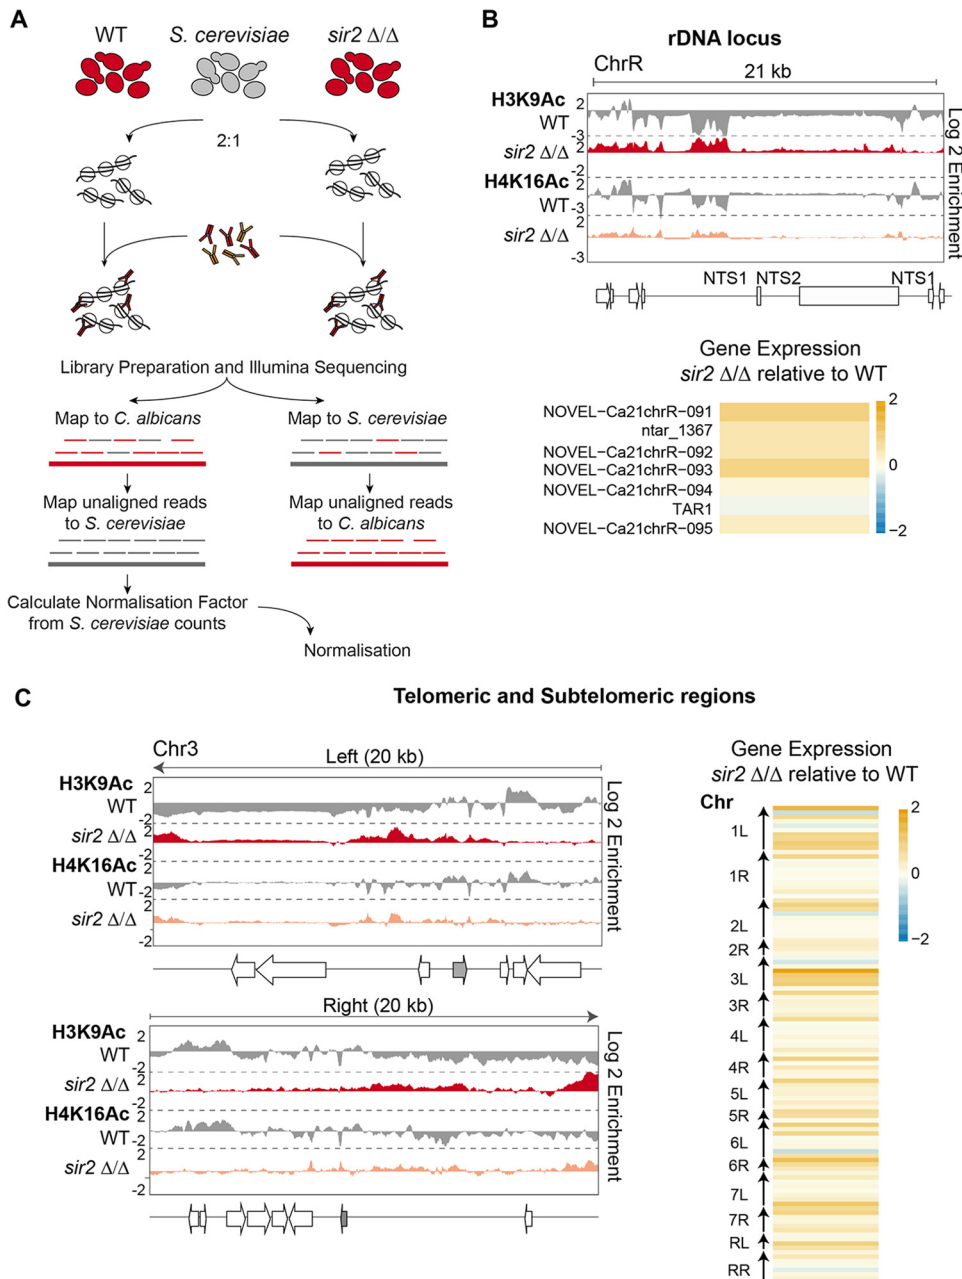 A
WT
S. cerevisiae
sir2 Δ/Δ
2:1
Library Preparation and Illumina Sequencing
Map to C. albicans
Map to S. cerevisiae
Map unaligned reads
to S. cerevisiae
Map unaligned reads
to C. albicans
Calculate Normalisation Factor
from S. cerevisiae counts
Normalisation
B
rDNA locus
ChrR
21 kb
H3K9Ac
2
WT
-3
sir2 Δ/Δ
2
-2
H4K16Ac
2
WT
-3
sir2 Δ/Δ
2
-3
Log 2 Enrichment
NTS1
NTS2
NTS1
Gene Expression
sir2 Δ/Δ relative to WT
NOVEL−Ca21chrR−091
ntar_1367
NOVEL−Ca21chrR−092
NOVEL−Ca21chrR−093
NOVEL−Ca21chrR−094
TAR1
NOVEL−Ca21chrR−095
2
0
−2
C
Telomeric and Subtelomeric regions
Chr3
Left (20 kb)
H3K9Ac
2
WT
-2
sir2 Δ/Δ
2
-2
H4K16Ac
2
WT
-2
sir2 Δ/Δ
2
-2
Log 2 Enrichment
Right (20 kb)
H3K9Ac
2
WT
-2
sir2 Δ/Δ
2
-2
H4K16Ac
2
WT
-2
sir2 Δ/Δ
2
-2
Log 2 Enrichment
Gene Expression
sir2 Δ/Δ relative to WT
Chr
1L
1R
2L
2R
3L
3R
4L
4R
5L
5R
6L
6R
7L
7R
RL
RR
2
0
−2